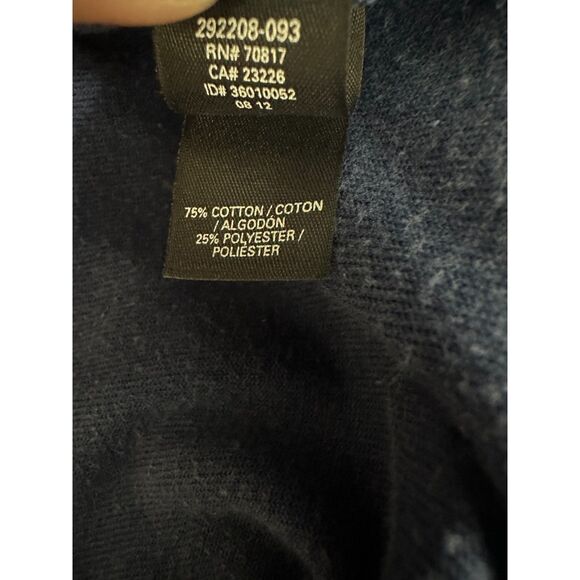 292208-093
RN# 70817
CA# 23226
ID# 36010052
08 12
75% COTTON / COTON
/ ALGODÓN
25% POLYESTER /
POLIÉSTER